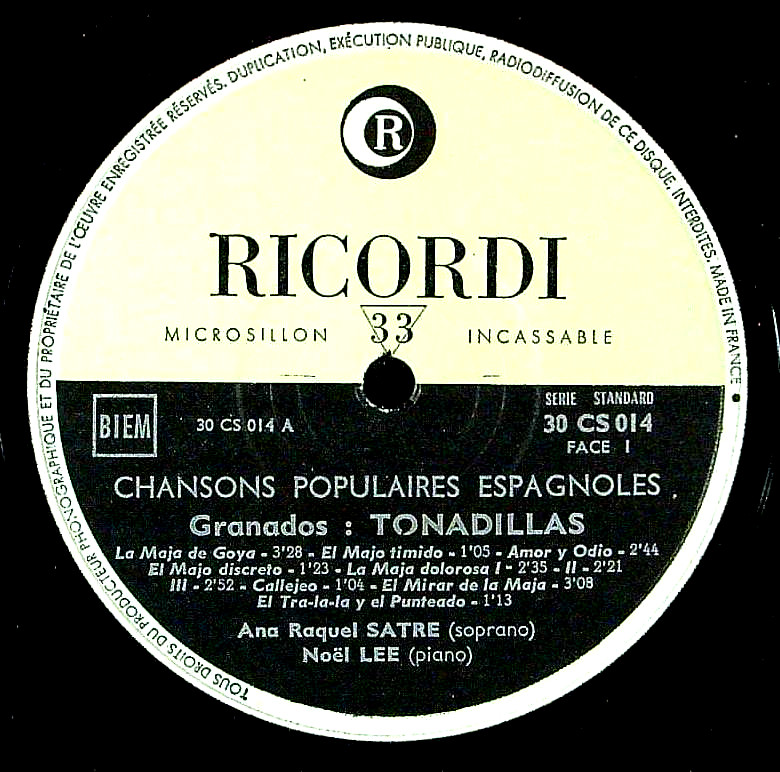 TOUS DROITS DU PRODUCTEUR PHONOGRAPHIQUE ET DU PROPRIÉTAIRE DE L'ŒUVRE ENREGISTRÉE RÉSERVÉS. DUPLICATION, EXÉCUTION PUBLIQUE, RADIODIFFUSION DE CE DISQUE, INTERDITES. MADE IN FRANCE •
R
RICORDI
MICROSILLON 33 INCASSABLE
BIEM
30 CS 014 A
SERIE STANDARD
30 CS 014
FACE I
CHANSONS POPULAIRES ESPAGNOLES .
Granados : TONADILLAS
La Maja de Goya - 3'28 - El Majo timido - 1'05 - Amor y Odio - 2'44
El Majo discreto - 1'23 - La Maja dolorosa I - 2'35 - II - 2'21
III - 2'52 - Callejeo - 1'04 - El Mirar de la Maja - 3'08
El Tra-la-la y el Punteado - 1'13
Ana Raquel SATRE (soprano)
Noël LEE (piano)